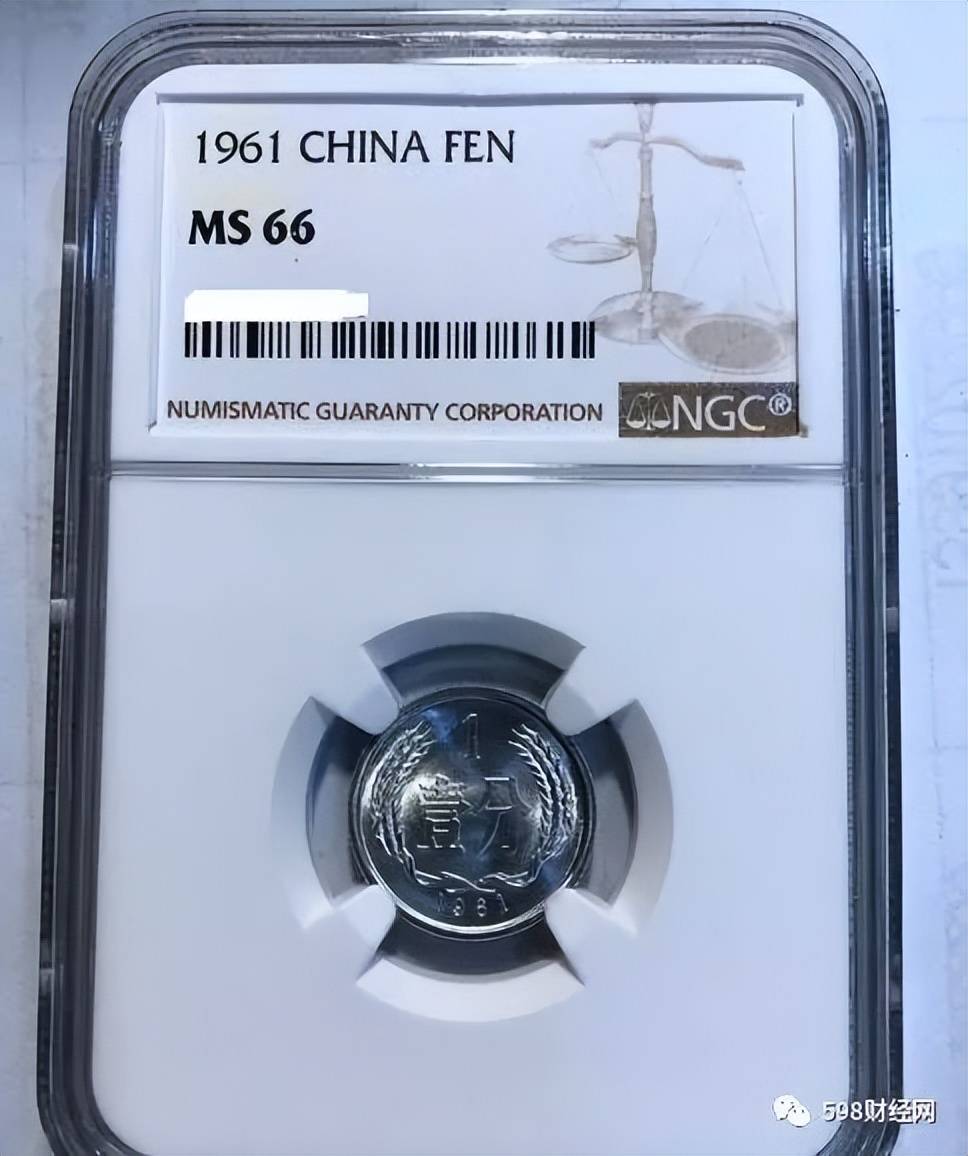 1961 CHINA FEN
MS 66
NUMISMATIC GUARANTY CORPORATION
NGC®
1
壹分
1961
598财经网